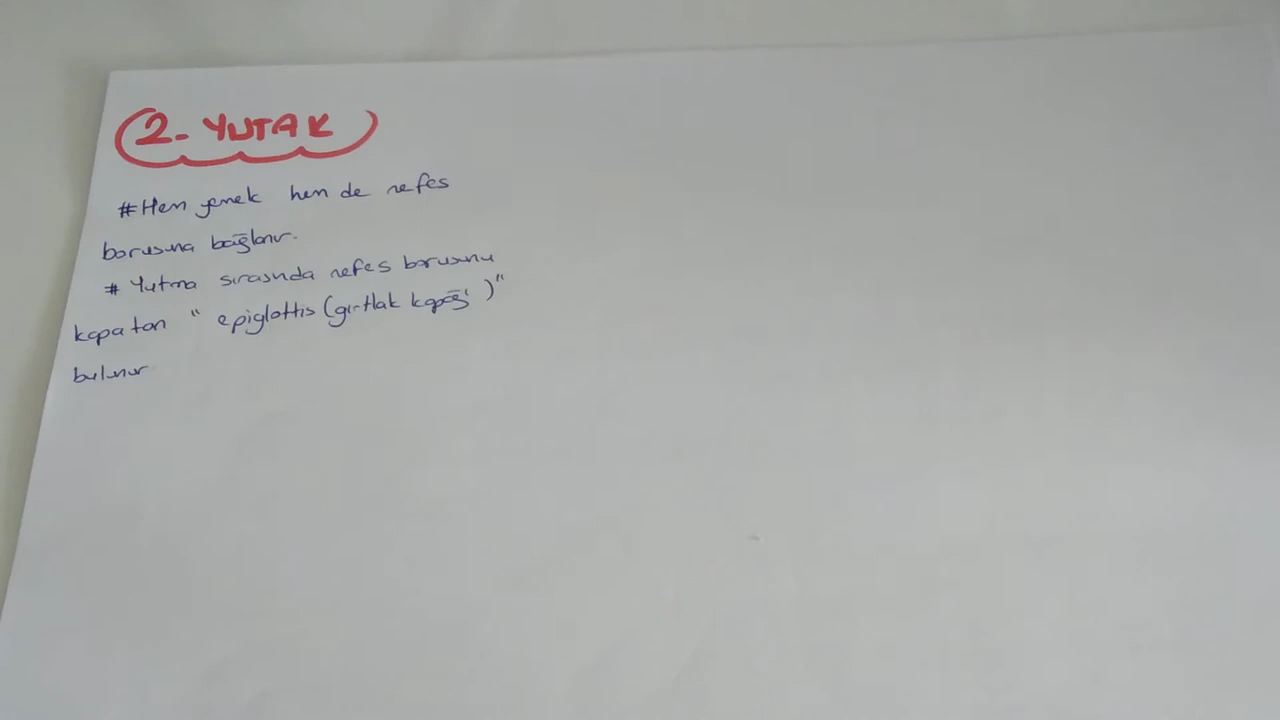 2- YUTAK
#Hem yemek hem de nefes
borusuna bağlanır.
# Yutma sırasında nefes borusunu
kapatan " epiglottis (gırtlak kapağı)"
bulunur